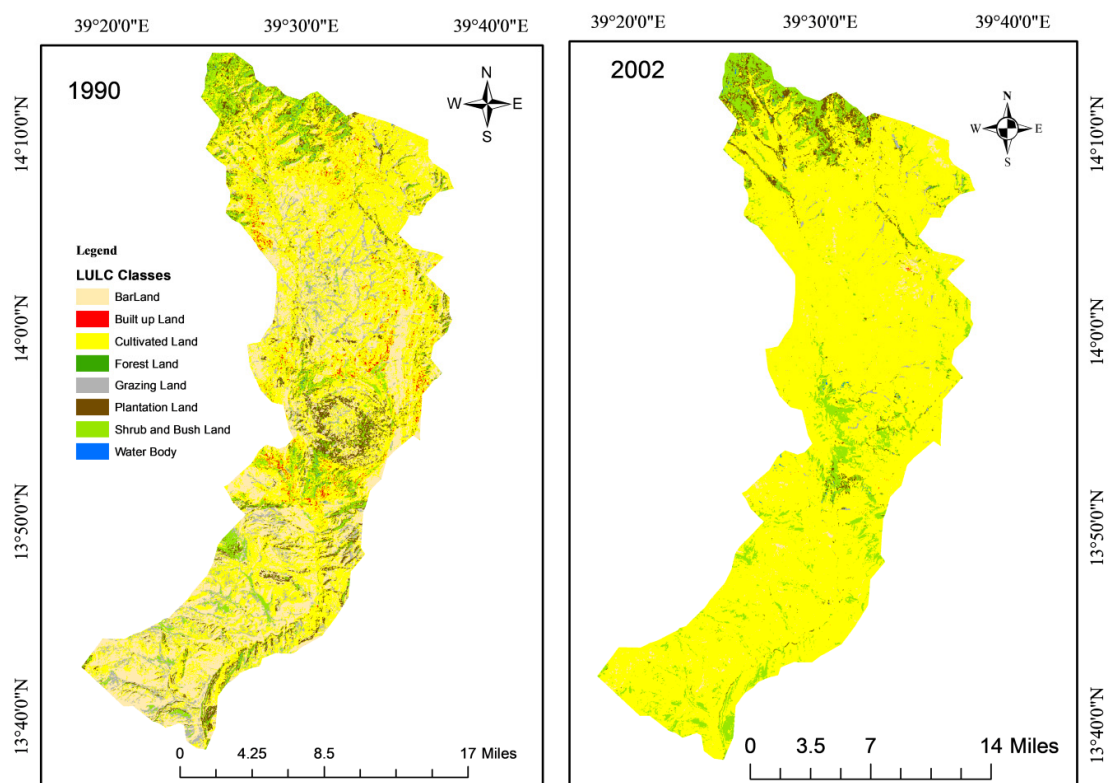 39°20'0"E 39°30'0"E 39°40'0"E 39°20'0"E 39°30'0"E 39°40'0"E
1990
N
W E
S
2002
N
W E
S
14°10'0"N
14°0'0"N
13°50'0"N
13°40'0"N
14°10'0"N
14°0'0"N
13°50'0"N
13°40'0"N
Legend
LULC Classes
BarLand
Built up Land
Cultivated Land
Forest Land
Grazing Land
Plantation Land
Shrub and Bush Land
Water Body
0 4.25 8.5 17 Miles
0 3.5 7 14 Miles